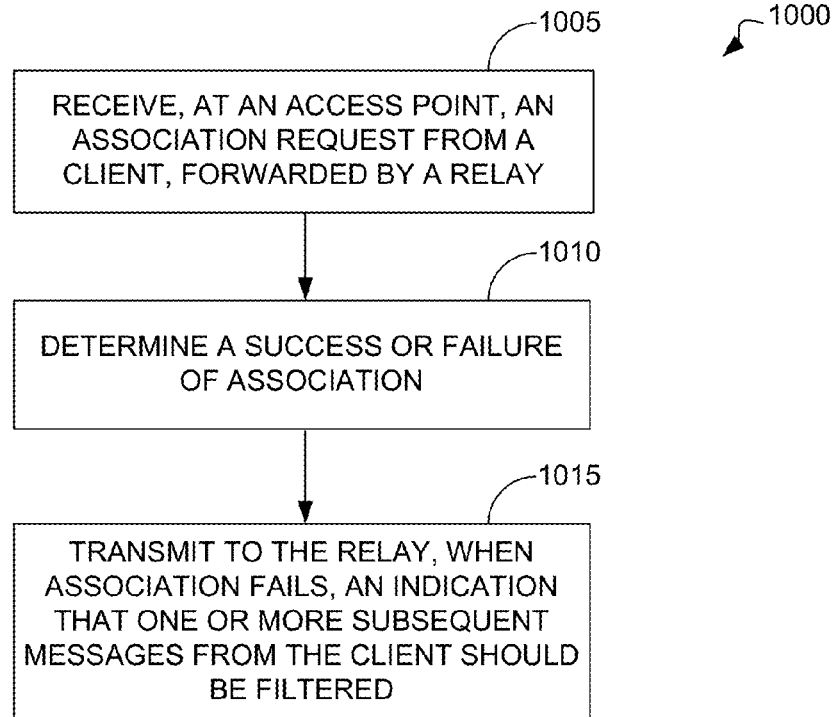 1000
1005
RECEIVE, AT AN ACCESS POINT, AN
ASSOCIATION REQUEST FROM A
CLIENT, FORWARDED BY A RELAY
1010
DETERMINE A SUCCESS OR FAILURE
OF ASSOCIATION
1015
TRANSMIT TO THE RELAY, WHEN
ASSOCIATION FAILS, AN INDICATION
THAT ONE OR MORE SUBSEQUENT
MESSAGES FROM THE CLIENT SHOULD
BE FILTERED